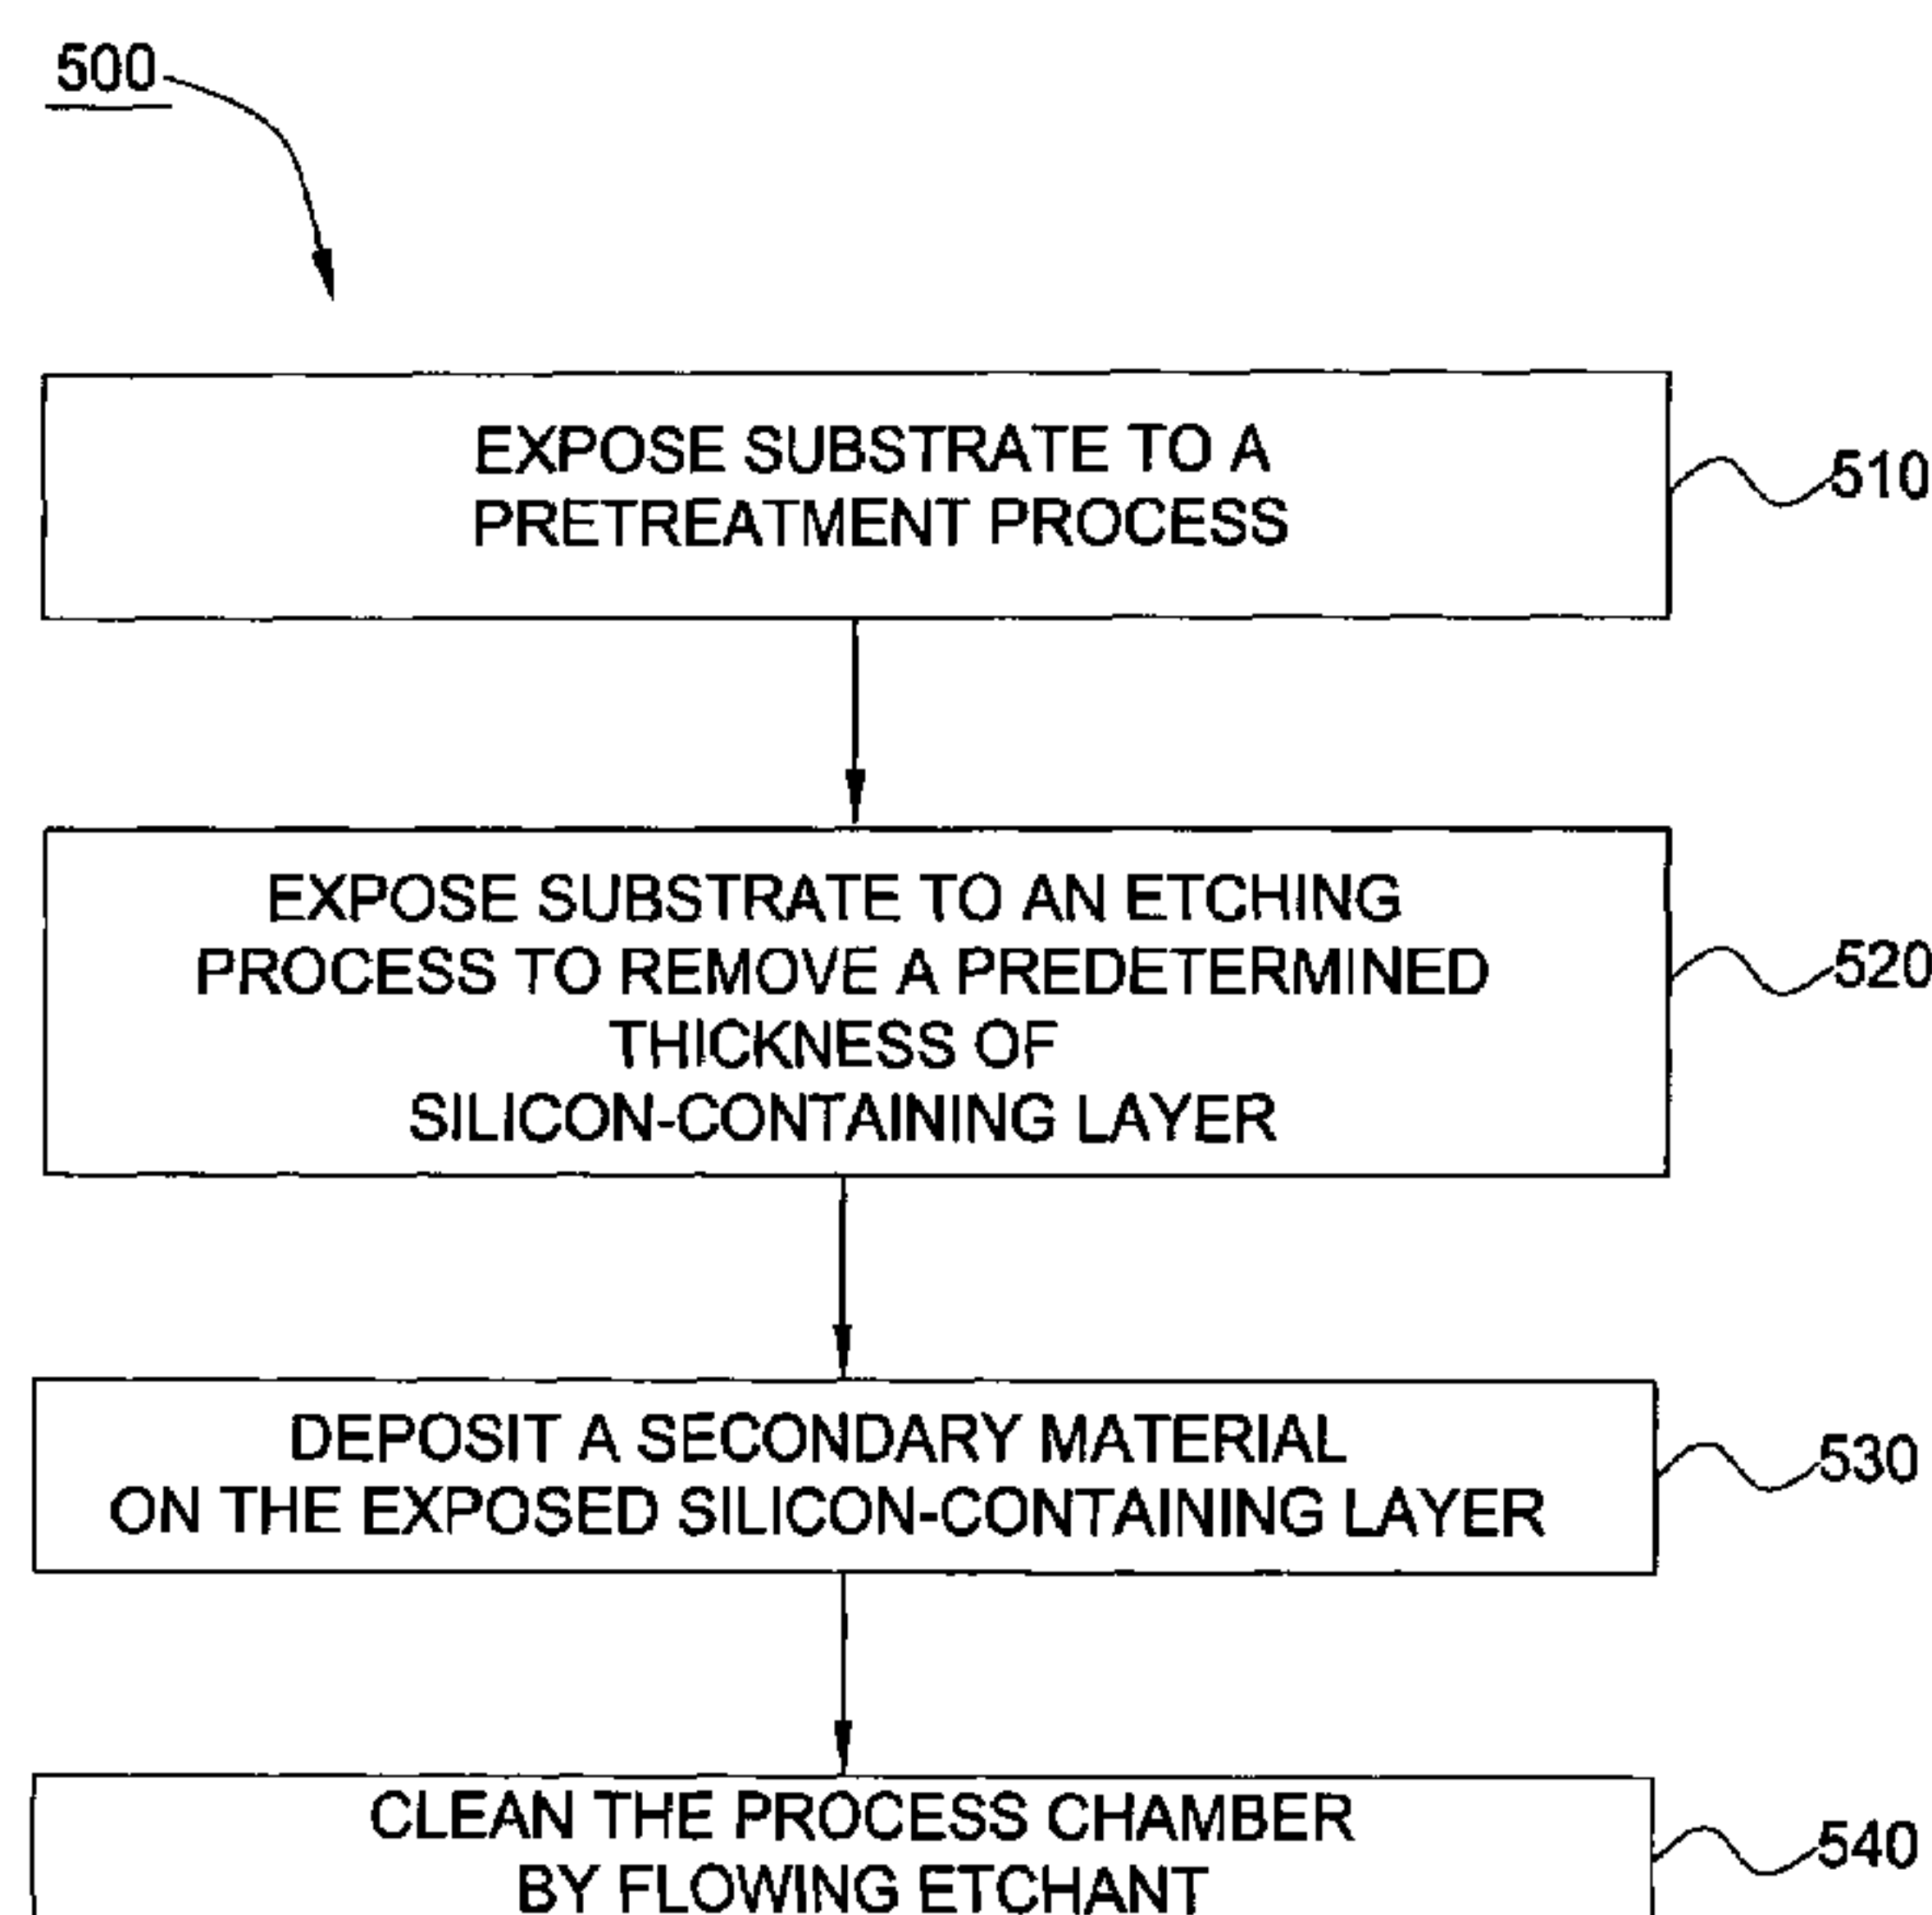 500
EXPOSE SUBSTRATE TO A
PRETREATMENT PROCESS
510
EXPOSE SUBSTRATE TO AN ETCHING
PROCESS TO REMOVE A PREDETERMINED
THICKNESS OF
SILICON-CONTAINING LAYER
520
DEPOSIT A SECONDARY MATERIAL
ON THE EXPOSED SILICON-CONTAINING LAYER
530
CLEAN THE PROCESS CHAMBER
BY FLOWING ETCHANT
540